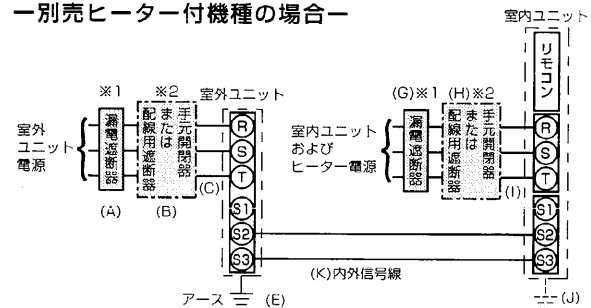 ー別売ヒーター付機種の場合ー
室内ユニット
リモコン
※1
※2
室外ユニット
(G)※1
(H)※2
室外
ユニット
電源
漏電遮断器
手元開閉器
または
配線用遮断器
R
S
T
S1
S2
S3
(A)
(B)
(C)
室内ユニット
および
ヒーター電源
漏電遮断器
手元開閉器
または
配線用遮断器
R
S
T
S1
S2
S3
(I)
(K)内外信号線
アース
(E)
(J)